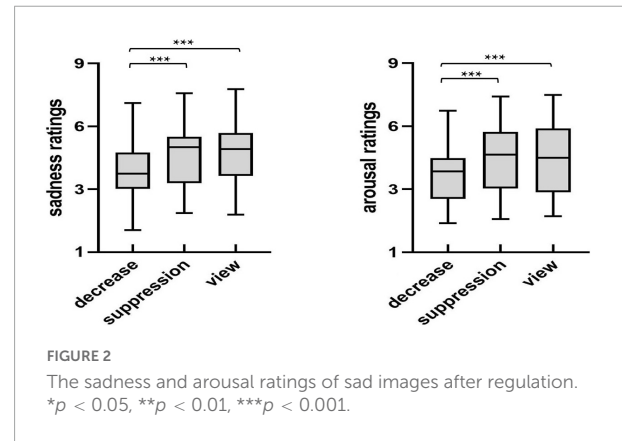 ***
***
9
6
3
1
sadness ratings
decrease
suppression
view
***
***
9
6
3
1
arousal ratings
decrease
suppression
view
FIGURE 2
The sadness and arousal ratings of sad images after regulation.
*p < 0.05, **p < 0.01, ***p < 0.001.